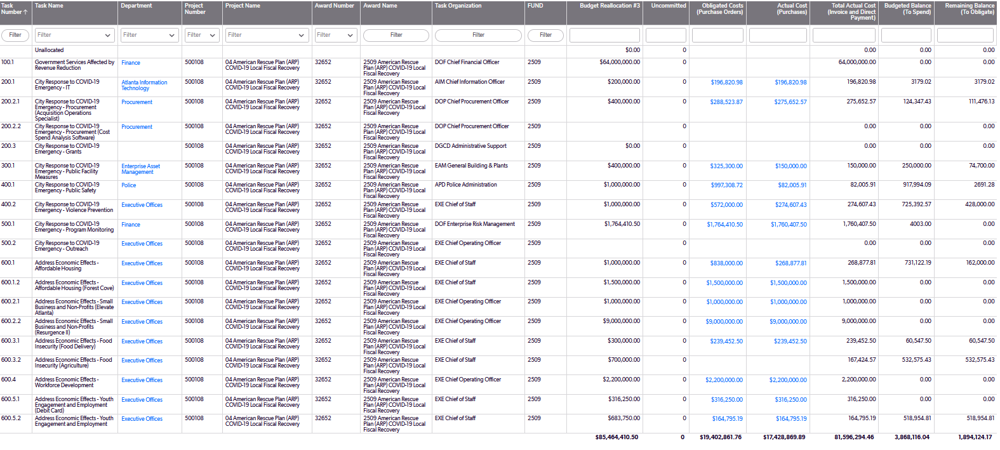 Task Number ↑ Task Name Department Project Number Project Name Award Number Award Name Task Organization FUND Budget Reallocation #3 Uncommitted Obligated Costs (Purchase Orders) Actual Cost (Purchases) Total Actual Cost (Invoice and Direct Payment) Budgeted Balance (To Spend) Remaining Balance (To Obligate)
Filter Filter Filter Filter Filter Filter Filter Filter Filter
Unallocated $0.00 0 0.00 0.00 0.00
100.1 Government Services Affected by Revenue Reduction Finance 500108 04 American Rescue Plan (ARP) COVID-19 Local Fiscal Recovery 32652 2509 American Rescue Plan (ARP) COVID-19 Local Fiscal Recovery DOF Chief Financial Officer 2509 $64,000,000.00 0 64,000,000.00 0.00 0.00
200.1 City Response to COVID-19 Emergency - IT Atlanta Information Technology 500108 04 American Rescue Plan (ARP) COVID-19 Local Fiscal Recovery 32652 2509 American Rescue Plan (ARP) COVID-19 Local Fiscal Recovery AIM Chief Information Officer 2509 $200,000.00 0 $196,820.98 $196,820.98 196,820.98 3179.02 3179.02
200.2.1 City Response to COVID-19 Emergency - Procurement (Acquisition Operations Specialist) Procurement 500108 04 American Rescue Plan (ARP) COVID-19 Local Fiscal Recovery 32652 2509 American Rescue Plan (ARP) COVID-19 Local Fiscal Recovery DOP Chief Procurement Officer 2509 $400,000.00 0 $288,523.87 $275,652.57 275,652.57 124,347.43 111,476.13
200.2.2 City Response to COVID-19 Emergency - Procurement (Cost Spend Analysis Software) Procurement 500108 04 American Rescue Plan (ARP) COVID-19 Local Fiscal Recovery 32652 2509 American Rescue Plan (ARP) COVID-19 Local Fiscal Recovery DOP Chief Procurement Officer 2509 0 0.00 0.00 0.00
200.3 City Response to COVID-19 Emergency - Grants 500108 04 American Rescue Plan (ARP) COVID-19 Local Fiscal Recovery 32652 2509 American Rescue Plan (ARP) COVID-19 Local Fiscal Recovery DGCD Administrative Support 2509 $0.00 0 0.00 0.00 0.00
300.1 City Response to COVID-19 Emergency - Public Facility Measures Enterprise Asset Management 500108 04 American Rescue Plan (ARP) COVID-19 Local Fiscal Recovery 32652 2509 American Rescue Plan (ARP) COVID-19 Local Fiscal Recovery EAM General Building & Plants 2509 $400,000.00 0 $325,300.00 $150,000.00 150,000.00 250,000.00 74,700.00
400.1 City Response to COVID-19 Emergency - Public Safety Police 500108 04 American Rescue Plan (ARP) COVID-19 Local Fiscal Recovery 32652 2509 American Rescue Plan (ARP) COVID-19 Local Fiscal Recovery APD Police Administration 2509 $1,000,000.00 0 $997,308.72 $82,005.91 82,005.91 917,994.09 2691.28
400.2 City Response to COVID-19 Emergency - Violence Prevention Executive Offices 500108 04 American Rescue Plan (ARP) COVID-19 Local Fiscal Recovery 32652 2509 American Rescue Plan (ARP) COVID-19 Local Fiscal Recovery EXE Chief of Staff 2509 $1,000,000.00 0 $572,000.00 $274,607.43 274,607.43 725,392.57 428,000.00
500.1 City Response to COVID-19 Emergency - Program Monitoring Finance 500108 04 American Rescue Plan (ARP) COVID-19 Local Fiscal Recovery 32652 2509 American Rescue Plan (ARP) COVID-19 Local Fiscal Recovery DOF Enterprise Risk Management 2509 $1,764,410.50 0 $1,764,410.50 $1,760,407.50 1,760,407.50 4003.00 0.00
500.2 City Response to COVID-19 Emergency - Outreach Executive Offices 500108 04 American Rescue Plan (ARP) COVID-19 Local Fiscal Recovery 32652 2509 American Rescue Plan (ARP) COVID-19 Local Fiscal Recovery EXE Chief Operating Officer 2509 0 0.00 0.00 0.00
600.1 Address Economic Effects - Affordable Housing Executive Offices 500108 04 American Rescue Plan (ARP) COVID-19 Local Fiscal Recovery 32652 2509 American Rescue Plan (ARP) COVID-19 Local Fiscal Recovery EXE Chief of Staff 2509 $1,000,000.00 0 $838,000.00 $268,877.81 268,877.81 731,122.19 162,000.00
600.1.2 Address Economic Effects - Affordable Housing (Forest Cove) Executive Offices 500108 04 American Rescue Plan (ARP) COVID-19 Local Fiscal Recovery 32652 2509 American Rescue Plan (ARP) COVID-19 Local Fiscal Recovery EXE Chief of Staff 2509 $1,500,000.00 0 $1,500,000.00 $1,500,000.00 1,500,000.00 0.00 0.00
600.2.1 Address Economic Effects - Small Business and Non-Profits (Elevate Atlanta) Executive Offices 500108 04 American Rescue Plan (ARP) COVID-19 Local Fiscal Recovery 32652 2509 American Rescue Plan (ARP) COVID-19 Local Fiscal Recovery EXE Chief Operating Officer 2509 $1,000,000.00 0 $1,000,000.00 $1,000,000.00 1,000,000.00 0.00 0.00
600.2.2 Address Economic Effects - Small Business and Non-Profits (Resurgence II) Executive Offices 500108 04 American Rescue Plan (ARP) COVID-19 Local Fiscal Recovery 32652 2509 American Rescue Plan (ARP) COVID-19 Local Fiscal Recovery EXE Chief Operating Officer 2509 $9,000,000.00 0 $9,000,000.00 $9,000,000.00 9,000,000.00 0.00 0.00
600.3.1 Address Economic Effects - Food Insecurity (Food Delivery) Executive Offices 500108 04 American Rescue Plan (ARP) COVID-19 Local Fiscal Recovery 32652 2509 American Rescue Plan (ARP) COVID-19 Local Fiscal Recovery EXE Chief of Staff 2509 $300,000.00 0 $239,452.50 $239,452.50 239,452.50 60,547.50 60,547.50
600.3.2 Address Economic Effects - Food Insecurity (Agriculture) Executive Offices 500108 04 American Rescue Plan (ARP) COVID-19 Local Fiscal Recovery 32652 2509 American Rescue Plan (ARP) COVID-19 Local Fiscal Recovery EXE Chief of Staff 2509 $700,000.00 0 167,424.57 532,575.43 532,575.43
600.4 Address Economic Effects - Workforce Development Executive Offices 500108 04 American Rescue Plan (ARP) COVID-19 Local Fiscal Recovery 32652 2509 American Rescue Plan (ARP) COVID-19 Local Fiscal Recovery EXE Chief Operating Officer 2509 $2,200,000.00 0 $2,200,000.00 $2,200,000.00 2,200,000.00 0.00 0.00
600.5.1 Address Economic Effects - Youth Engagement and Employment (Debit Card) Executive Offices 500108 04 American Rescue Plan (ARP) COVID-19 Local Fiscal Recovery 32652 2509 American Rescue Plan (ARP) COVID-19 Local Fiscal Recovery EXE Chief of Staff 2509 $316,250.00 0 $316,250.00 $316,250.00 316,250.00 0.00 0.00
600.5.2 Address Economic Effects - Youth Engagement and Employment Executive Offices 500108 04 American Rescue Plan (ARP) COVID-19 Local Fiscal Recovery 32652 2509 American Rescue Plan (ARP) COVID-19 Local Fiscal Recovery EXE Chief of Staff 2509 $683,750.00 0 $164,795.19 $164,795.19 164,795.19 518,954.81 518,954.81
$85,464,410.50 0 $19,402,861.76 $17,428,869.89 81,596,294.46 3,868,116.04 1,894,124.17